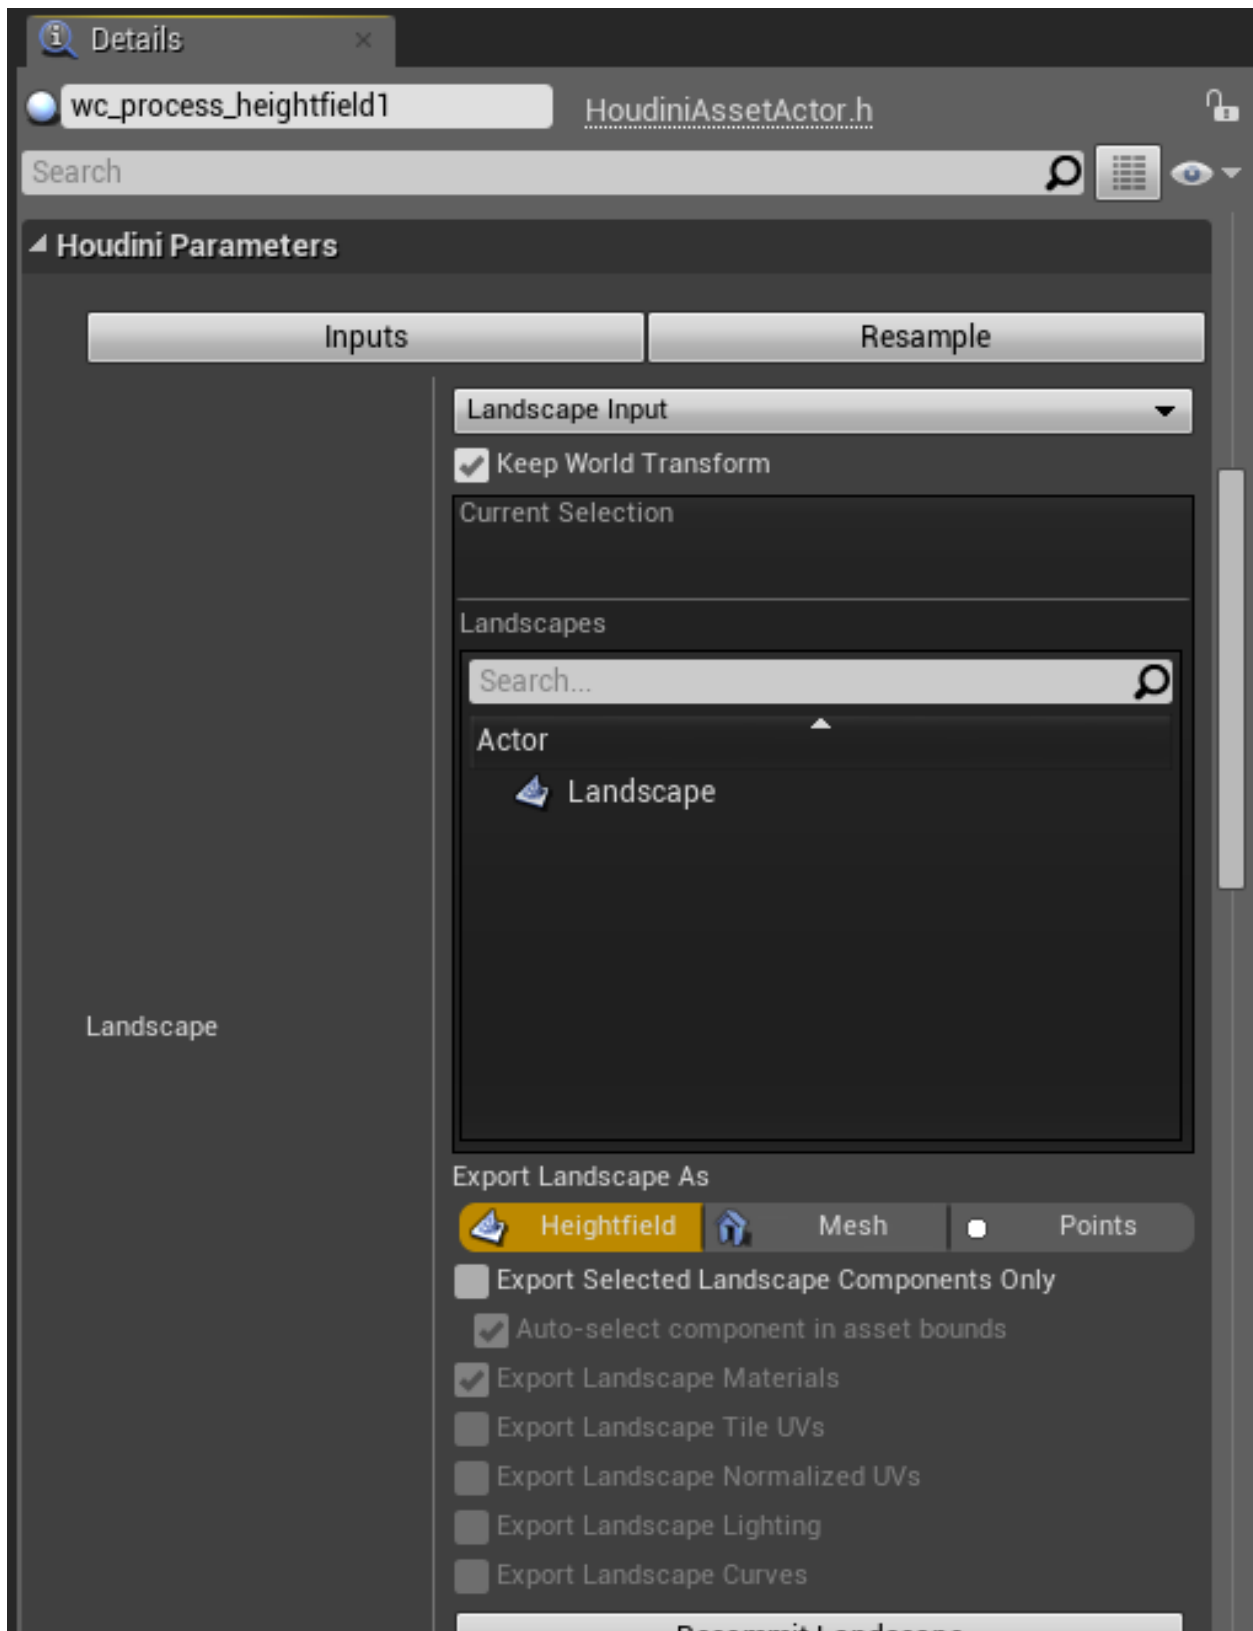 Details
wc_process_heightfield1 HoudiniAssetActor.h
Search
Houdini Parameters
Inputs Resample
Landscape Input
Keep World Transform
Current Selection
Landscapes
Search...
Actor
Landscape
Landscape
Export Landscape As
Heightfield Mesh Points
Export Selected Landscape Components Only
Auto-select component in asset bounds
Export Landscape Materials
Export Landscape Tile UVs
Export Landscape Normalized UVs
Export Landscape Lighting
Export Landscape Curves
Recommit Landscape